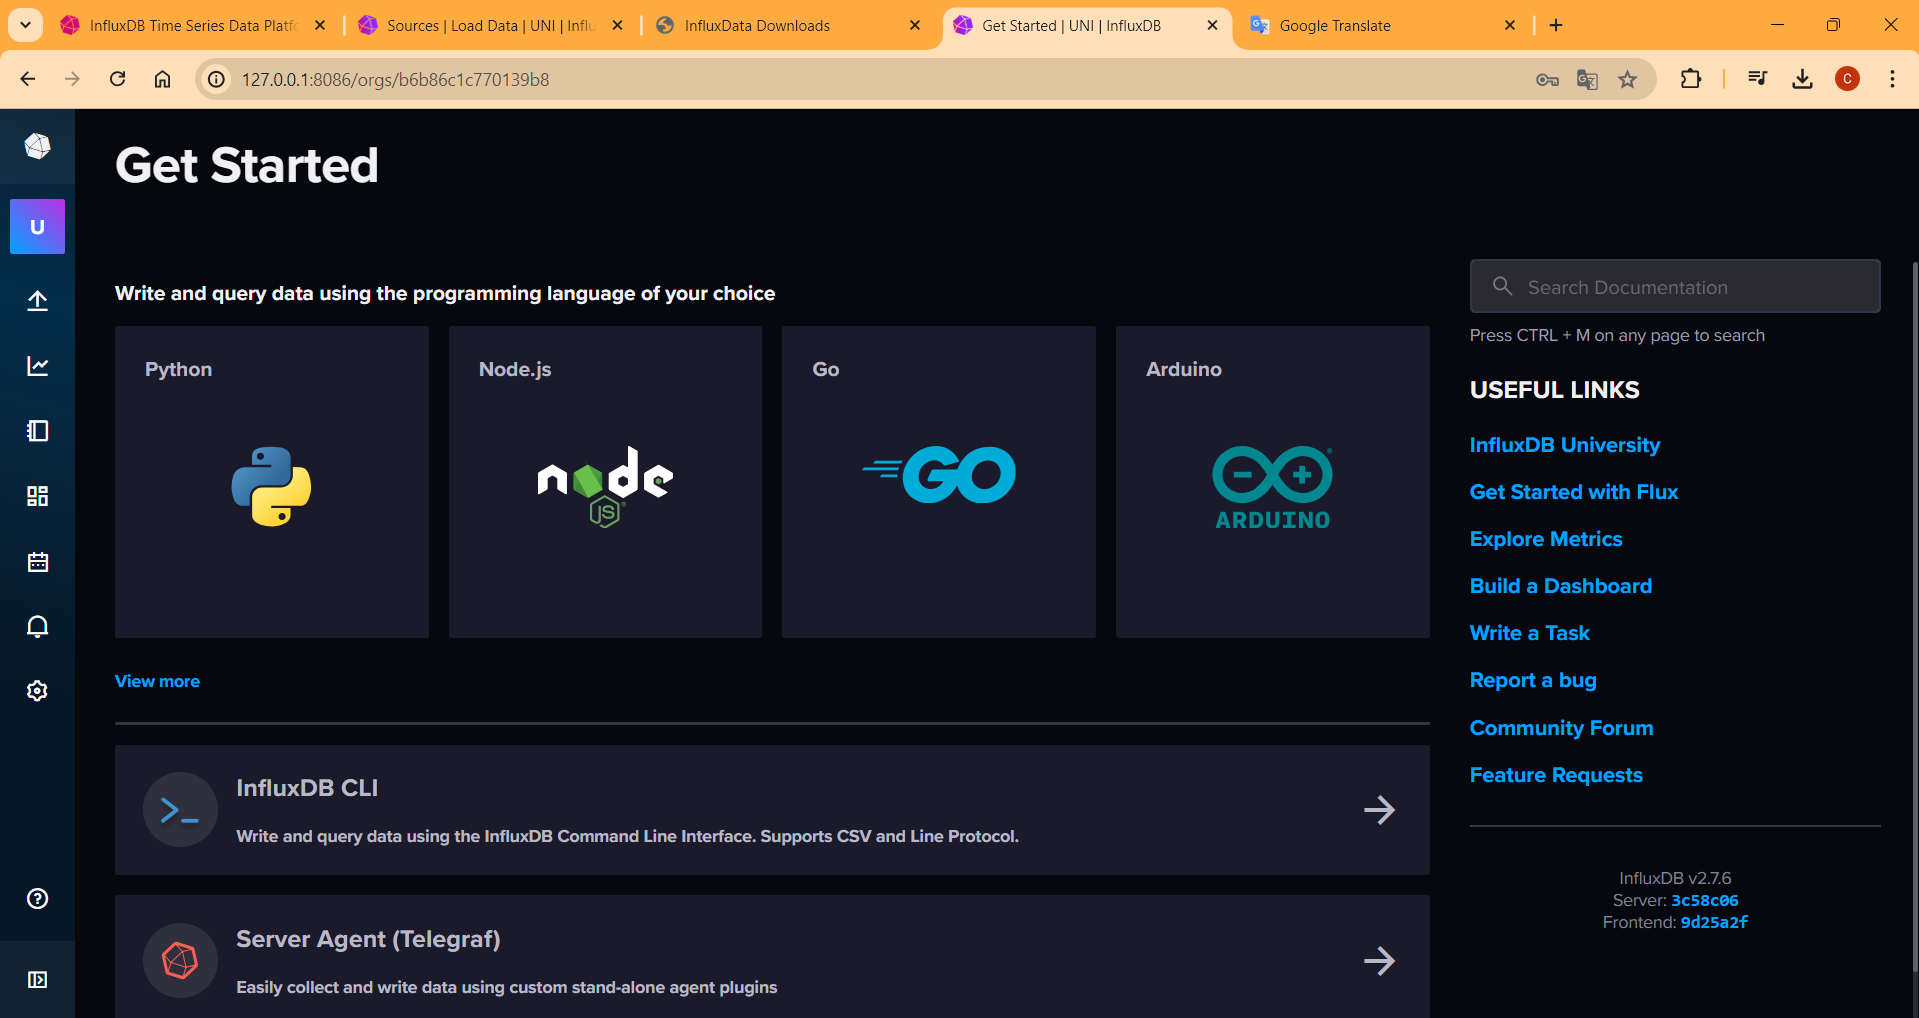 InfluxDB Time Series Data Platfo
Sources | Load Data | UNI | Influ
InfluxData Downloads
Get Started | UNI | InfluxDB
Google Translate
127.0.0.1:8086/orgs/b6b86c1c770139b8
C
U
Get Started
Write and query data using the programming language of your choice
Python
Node.js
Go
Arduino
node
JS
GO
ARDUINO
View more
InfluxDB CLI
Write and query data using the InfluxDB Command Line Interface. Supports CSV and Line Protocol.
Server Agent (Telegraf)
Easily collect and write data using custom stand-alone agent plugins
Search Documentation
Press CTRL + M on any page to search
USEFUL LINKS
InfluxDB University
Get Started with Flux
Explore Metrics
Build a Dashboard
Write a Task
Report a bug
Community Forum
Feature Requests
InfluxDB v2.7.6
Server: 3c58c06
Frontend: 9d25a2f